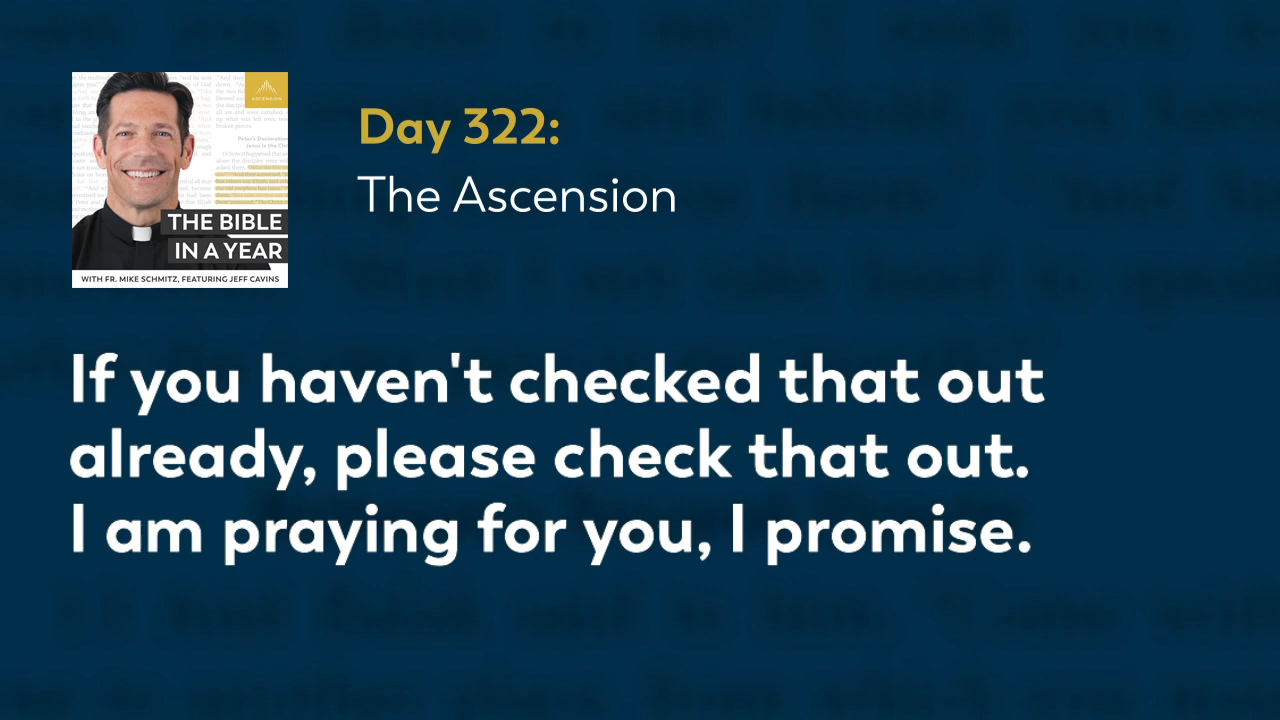 ASCENSION
Day 322:
The Ascension
THE BIBLE
IN A YEAR
WITH FR. MIKE SCHMITZ, FEATURING JEFF CAVINS
If you haven't checked that out
already, please check that out.
I am praying for you, I promise.